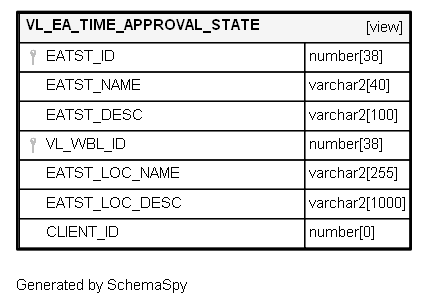 VL_EA_TIME_APPROVAL_STATE [view]
EATST_ID number[38]
EATST_NAME varchar2[40]
EATST_DESC varchar2[100]
VL_WBL_ID number[38]
EATST_LOC_NAME varchar2[255]
EATST_LOC_DESC varchar2[1000]
CLIENT_ID number[0]
Generated by SchemaSpy